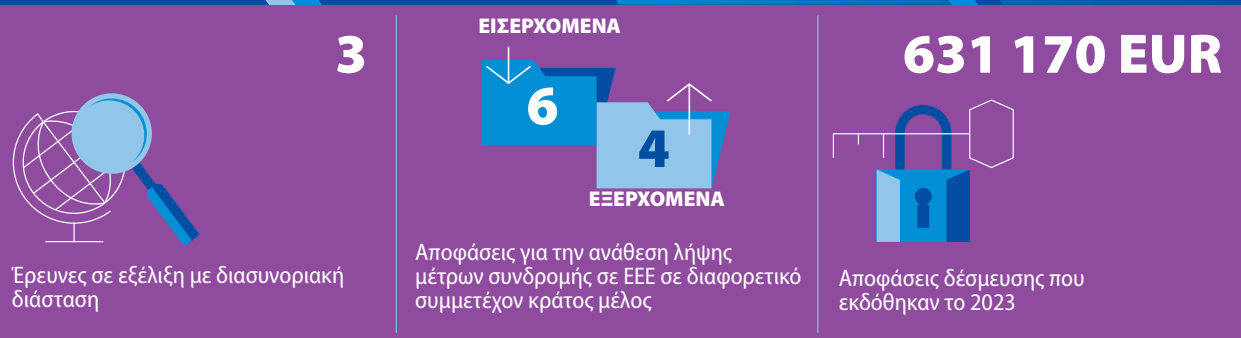 3
Έρευνες σε εξέλιξη με διασυνοριακή
διάσταση
ΕΙΣΕΡΧΟΜΕΝΑ
6
4
ΕΞΕΡΧΟΜΕΝΑ
Αποφάσεις για την ανάθεση λήψης
μέτρων συνδρομής σε ΕΕΕ σε διαφορετικό
συμμετέχον κράτος μέλος
631 170 EUR
Αποφάσεις δέσμευσης που
εκδόθηκαν το 2023